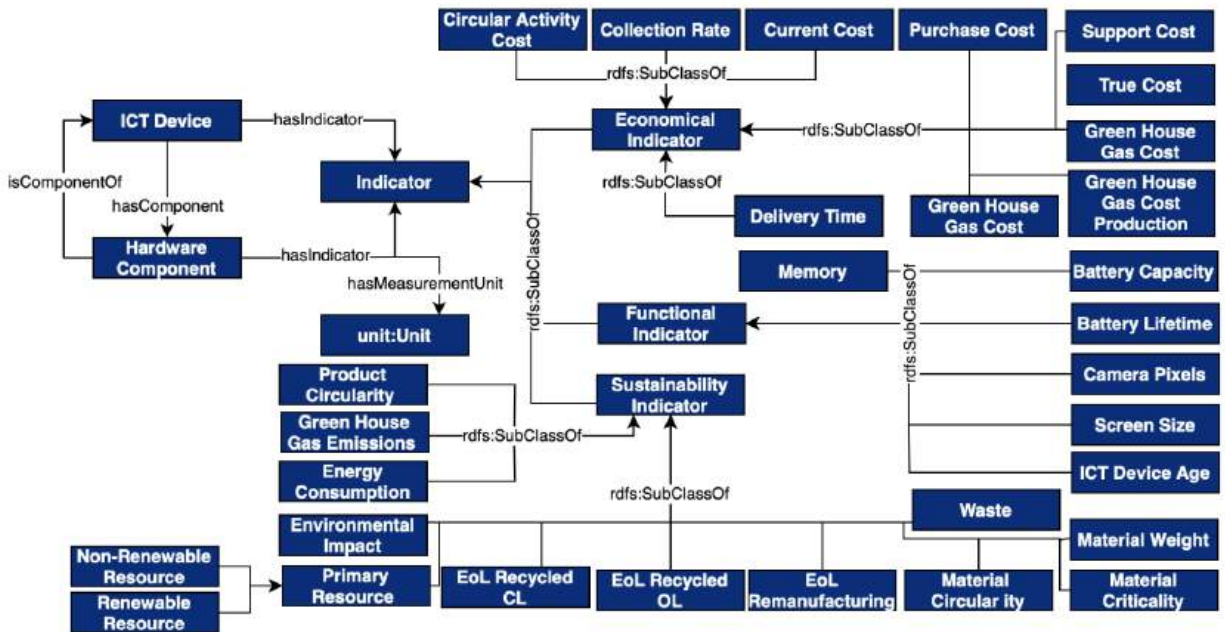 Circular Activity
Cost
Collection Rate
Current Cost
Purchase Cost
Support Cost
rdfs:SubClassOf
True Cost
ICT Device
hasIndicator
Economical
Indicator
rdfs:SubClassOf
Green House
Gas Cost
isComponentOf
Indicator
rdfs:SubClassOf
Green House
Gas Cost
Production
hasComponent
Delivery Time
Green House
Gas Cost
Hardware
Component
hasIndicator
rdfs:SubClassOf
Memory
Battery Capacity
hasMeasurementUnit
unit:Unit
Functional
Indicator
rdfs:SubClassOf
Battery Lifetime
Product
Circularity
Sustainability
Indicator
Camera Pixels
Green House
Gas Emissions
rdfs:SubClassOf
Screen Size
Energy
Consumption
rdfs:SubClassOf
ICT Device Age
Environmental
Impact
Waste
Material Weight
Non-Renewable
Resource
Primary
Resource
EoL Recycled
CL
EoL Recycled
OL
EoL
Remanufacturing
Material
Circular ity
Material
Criticality
Renewable
Resource